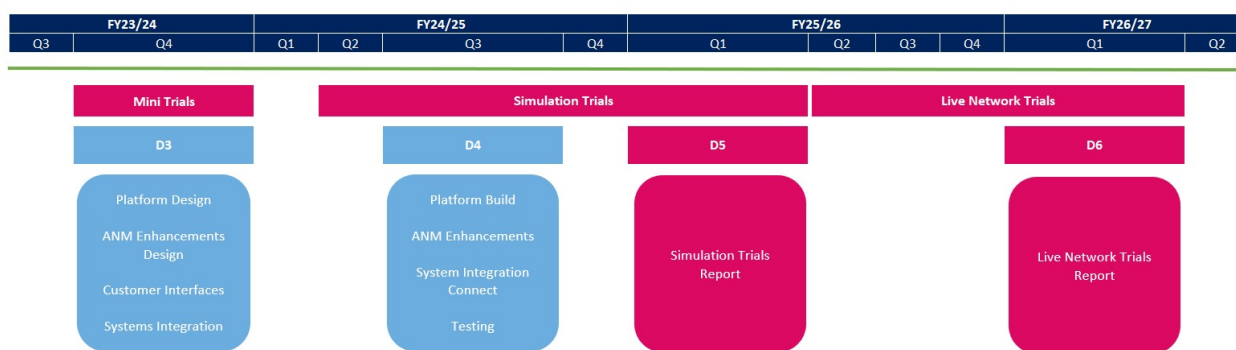 FY23/24 FY24/25 FY25/26 FY26/27
Q3 Q4 Q1 Q2 Q3 Q4 Q1 Q2 Q3 Q4 Q1 Q2
Mini Trials Simulation Trials Live Network Trials
D3 D4 D5 D6
Platform Design
ANM Enhancements
Design
Customer Interfaces
Systems Integration
Platform Build
ANM Enhancements
System Integration
Connect
Testing
Simulation Trials
Report
Live Network Trials
Report